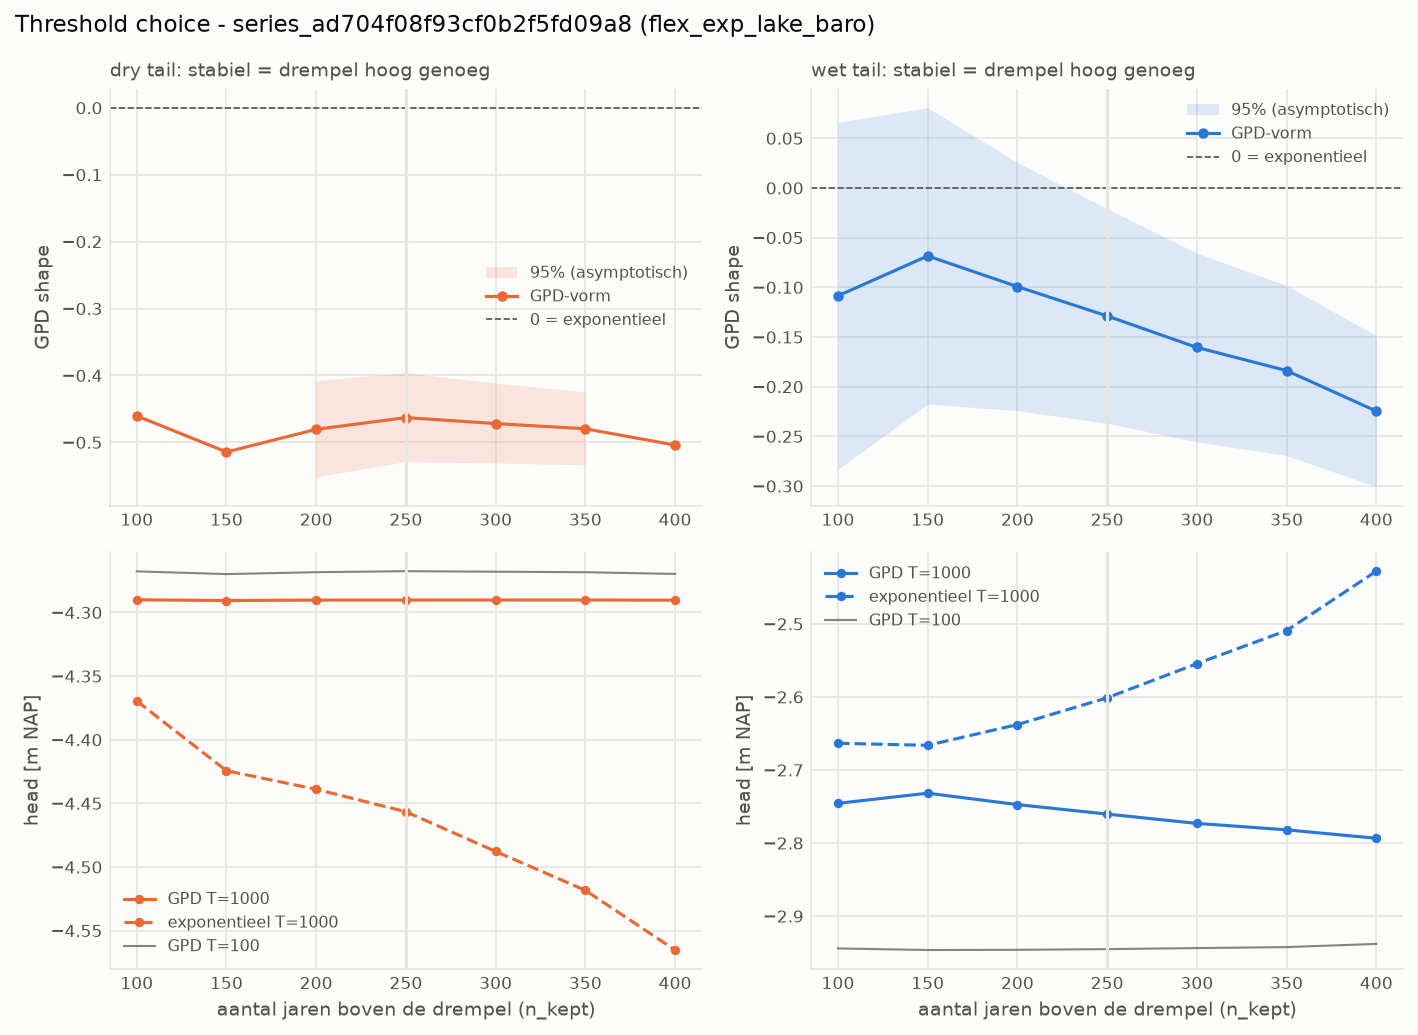 Threshold choice - series_ad704f08f93cf0b2f5fd09a8 (flex_exp_lake_baro)
dry tail: stabiel = drempel hoog genoeg
0.0
−0.1
−0.2
−0.3
−0.4
−0.5
GPD shape
95% (asymptotisch)
GPD-vorm
0 = exponentieel
100 150 200 250 300 350 400
wet tail: stabiel = drempel hoog genoeg
0.05
0.00
−0.05
−0.10
−0.15
−0.20
−0.25
−0.30
GPD shape
95% (asymptotisch)
GPD-vorm
0 = exponentieel
100 150 200 250 300 350 400
−4.30
−4.35
−4.40
−4.45
−4.50
−4.55
head [m NAP]
GPD T=1000
exponentieel T=1000
GPD T=100
100 150 200 250 300 350 400
aantal jaren boven de drempel (n_kept)
GPD T=1000
exponentieel T=1000
GPD T=100
−2.5
−2.6
−2.7
−2.8
−2.9
head [m NAP]
100 150 200 250 300 350 400
aantal jaren boven de drempel (n_kept)